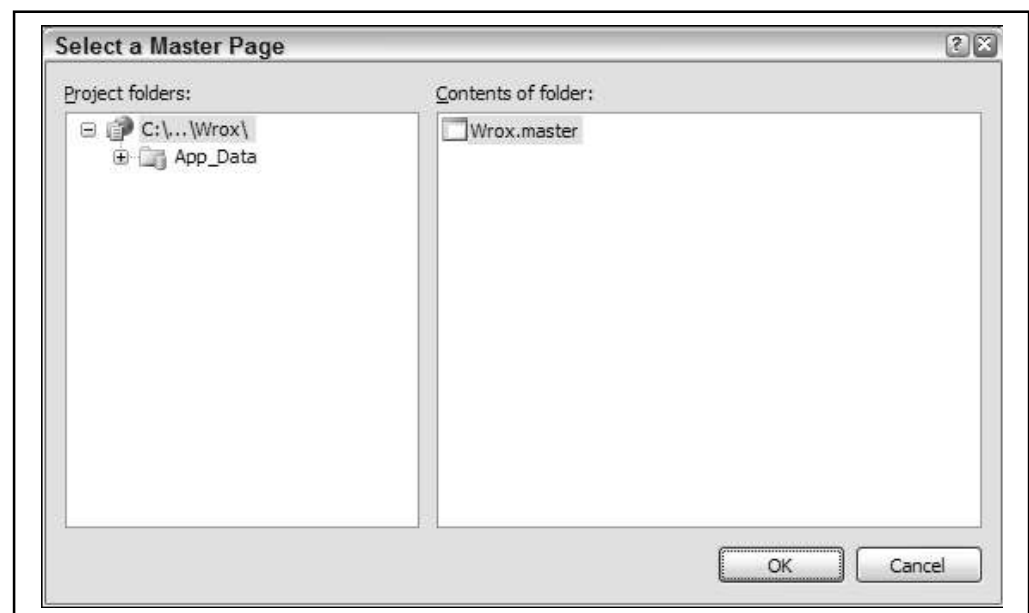 Select a Master Page
Project folders:
C:\...\Wrox\
App_Data
Contents of folder:
Wrox.master
OK
Cancel